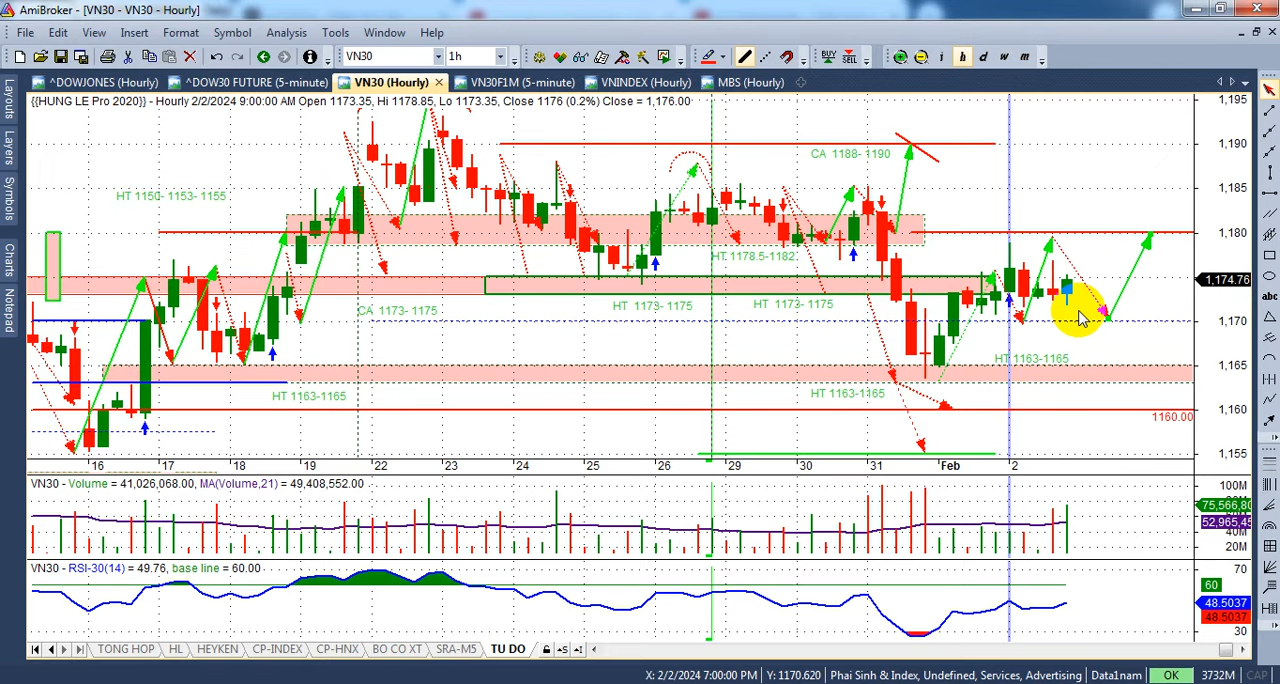 AmiBroker - [VN30 - VN30 - Hourly]
File Edit View Insert Format Symbol Analysis Tools Window Help
VN30 1h BUY SELL i h d w m
^DOWJONES (Hourly) ^DOW30 FUTURE (5-minute) VN30 (Hourly) VN30F1M (5-minute) VNINDEX (Hourly) MBS (Hourly)
Layouts
Layers
Symbols
Charts
Notepad
abc
{{HUNG LE Pro 2020}} - Hourly 2/2/2024 9:00:00 AM Open 1173.35, Hi 1178.85, Lo 1173.35, Close 1176 (0.2%) Close = 1,176.00
1,195
1,190
1,185
1,180
1,174.76
1,170
1,165
1,160
1,155
CA 1188- 1190
HT 1150- 1153- 1155
HT 1178.5-1182
CA 1173- 1175
HT 1173- 1175
HT 1173- 1175
HT 1163-1165
HT 1163-1165
HT 1163-1165
1160.00
16 17 18 19 22 23 24 25 26 29 30 31 Feb 2
VN30 - Volume = 41,026,068.00, MA(Volume,21) = 49,408,552.00
100M
75,566,80
52,965,45
40M
20M
VN30 - RSI-30(14) = 49.76, base line = 60.00
70
60
48.5037
48.5037
30
TONG HOP HL HEYKEN CP-INDEX CP-HNX BO CO XT SRA-M5 TU DO
X: 2/2/2024 7:00:00 PM Y: 1170.620 Phai Sinh & Index, Undefined, Services, Advertising Data1nam OK 3732M CAP